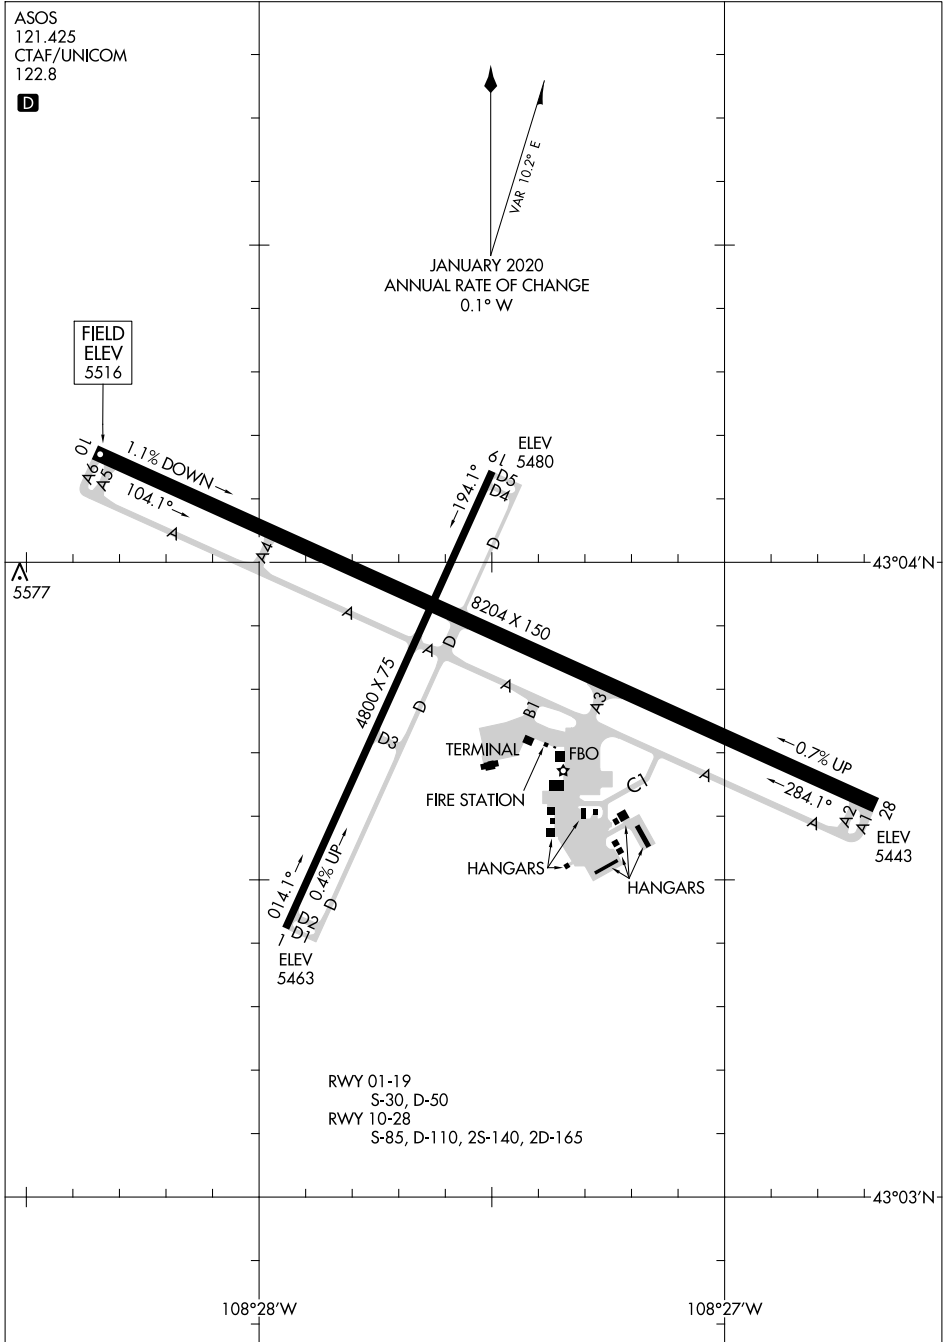 ASOS
121.425
CTAF/UNICOM
122.8
D
VAR 10.2° E
JANUARY 2020
ANNUAL RATE OF CHANGE
0.1° W
FIELD
ELEV
5516
10
A6
A5
1.1% DOWN
104.1°
A
A4
A
A
19
ELEV
5480
D5
D4
194.1°
D
43°04'N
5577
8204 X 150
D
4800 X 75
D
D3
A
B1
A3
TERMINAL
FBO
FIRE STATION
C1
A
0.7% UP
284.1°
A
A2
A1
28
ELEV
5443
HANGARS
HANGARS
014.1°
0.4% UP
D
D2
D1
1
ELEV
5463
RWY 01-19
S-30, D-50
RWY 10-28
S-85, D-110, 2S-140, 2D-165
43°03'N
108°28'W
108°27'W